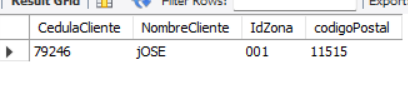 Result Grid Filter Rows: Export
CedulaCliente NombreCliente IdZona codigoPostal
79246 jOSE 001 11515